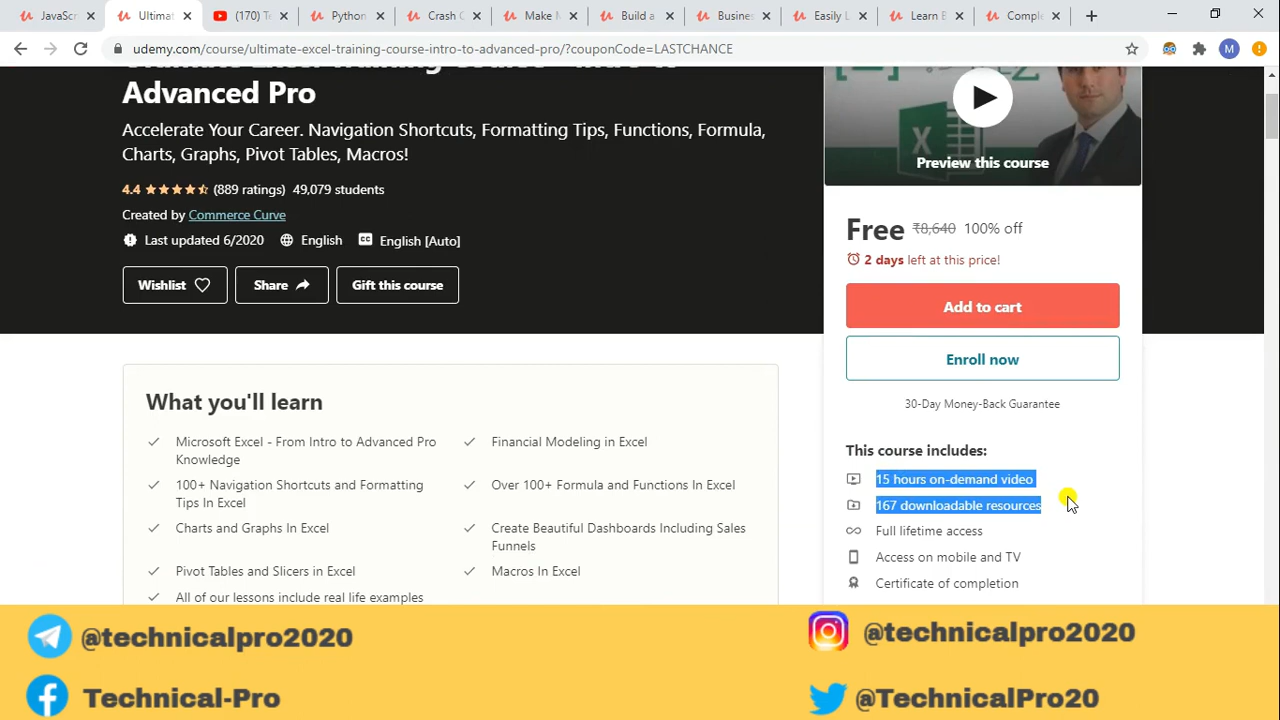 JavaScri
Ultimat
(170) Te
Python
Crash C
Make M
Build a
Busines
Easily L
Learn B
Comple
udemy.com/course/ultimate-excel-training-course-intro-to-advanced-pro/?couponCode=LASTCHANCE
M
Advanced Pro
Accelerate Your Career. Navigation Shortcuts, Formatting Tips, Functions, Formula,
Charts, Graphs, Pivot Tables, Macros!
4.4 (889 ratings) 49,079 students
Created by Commerce Curve
Last updated 6/2020 English CC English [Auto]
Wishlist Share Gift this course
Preview this course
Free ₹8,640 100% off
2 days left at this price!
Add to cart
Enroll now
30-Day Money-Back Guarantee
This course includes:
15 hours on-demand video
167 downloadable resources
Full lifetime access
Access on mobile and TV
Certificate of completion
What you'll learn
Microsoft Excel - From Intro to Advanced Pro
Knowledge
100+ Navigation Shortcuts and Formatting
Tips In Excel
Charts and Graphs In Excel
Pivot Tables and Slicers in Excel
All of our lessons include real life examples
Financial Modeling in Excel
Over 100+ Formula and Functions In Excel
Create Beautiful Dashboards Including Sales
Funnels
Macros In Excel
@technicalpro2020
@technicalpro2020
Technical-Pro
@TechnicalPro20